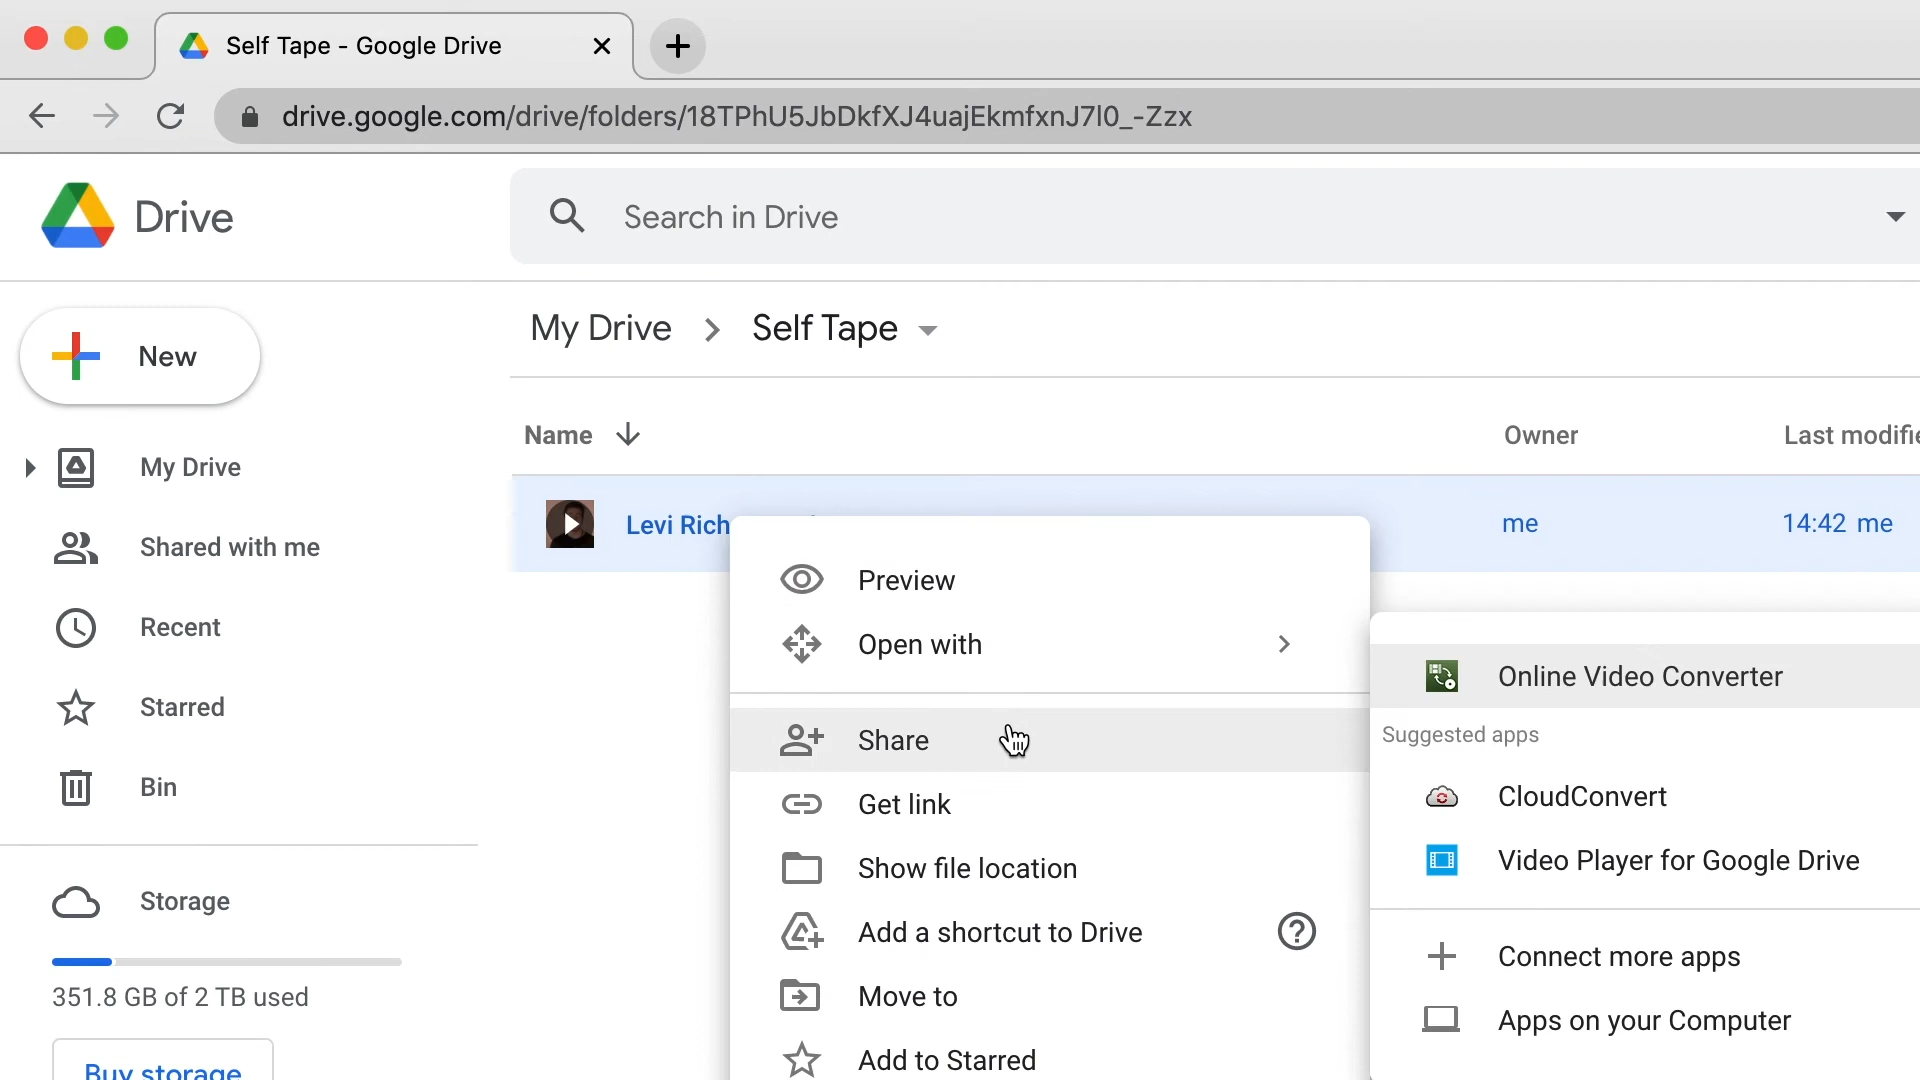 Self Tape - Google Drive
drive.google.com/drive/folders/18TPhU5JbDkfXJ4uajEkmfxnJ7l0_-Zzx
Drive
Search in Drive
New
My Drive
Shared with me
Recent
Starred
Bin
Storage
351.8 GB of 2 TB used
Buy storage
My Drive > Self Tape
Name
Owner
Last modifie
Levi Rich
me
14:42 me
Preview
Open with
Share
Get link
Show file location
Add a shortcut to Drive
Move to
Add to Starred
Online Video Converter
Suggested apps
CloudConvert
Video Player for Google Drive
Connect more apps
Apps on your Computer